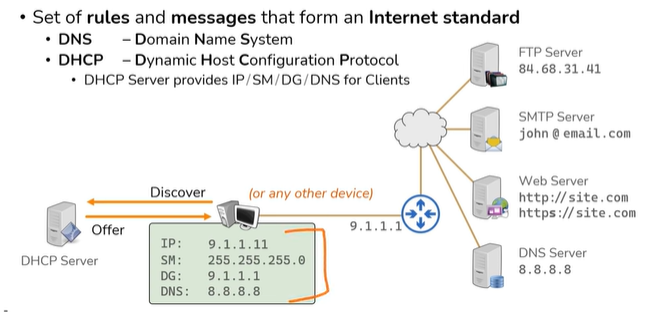 • Set of rules and messages that form an Internet standard
• DNS – Domain Name System
• DHCP – Dynamic Host Configuration Protocol
• DHCP Server provides IP/SM/DG/DNS for Clients
FTP Server
84.68.31.41
SMTP Server
john@email.com
Web Server
http://site.com
https://site.com
DNS Server
8.8.8.8
Discover
(or any other device)
Offer
9.1.1.1
DHCP Server
IP: 9.1.1.11
SM: 255.255.255.0
DG: 9.1.1.1
DNS: 8.8.8.8